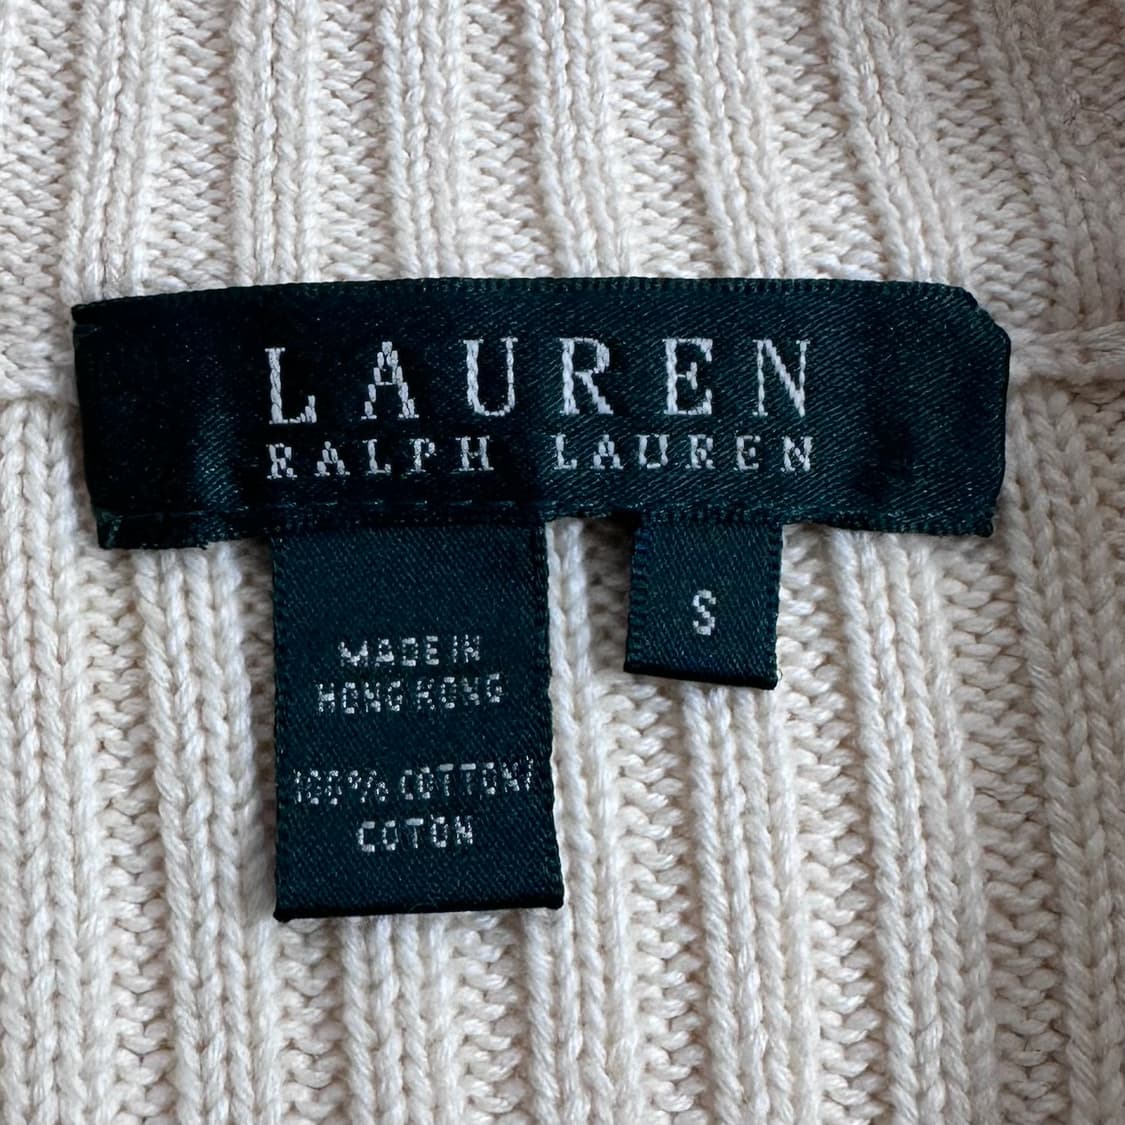 LAUREN
RALPH LAUREN
S
MADE IN
HONG KONG
100% COTTON/
COTON